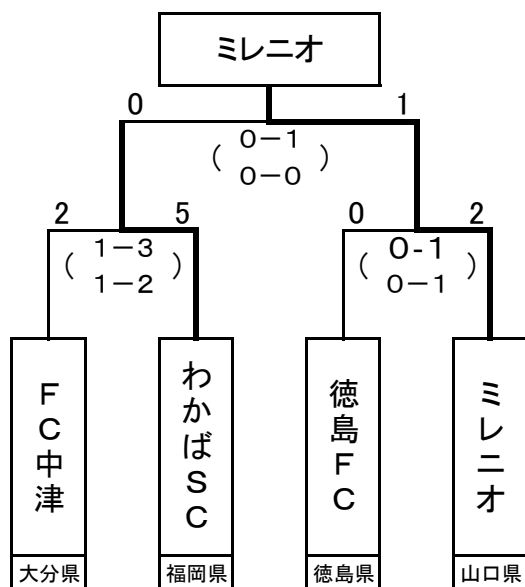 ミレニオ
0 1
( 0－1
0－0 )
2 5 0 2
( 1－3
1－2 )
( 0-1
0－1 )
FC中津
わかばSC
徳島FC
ミレニオ
大分県 福岡県 徳島県 山口県